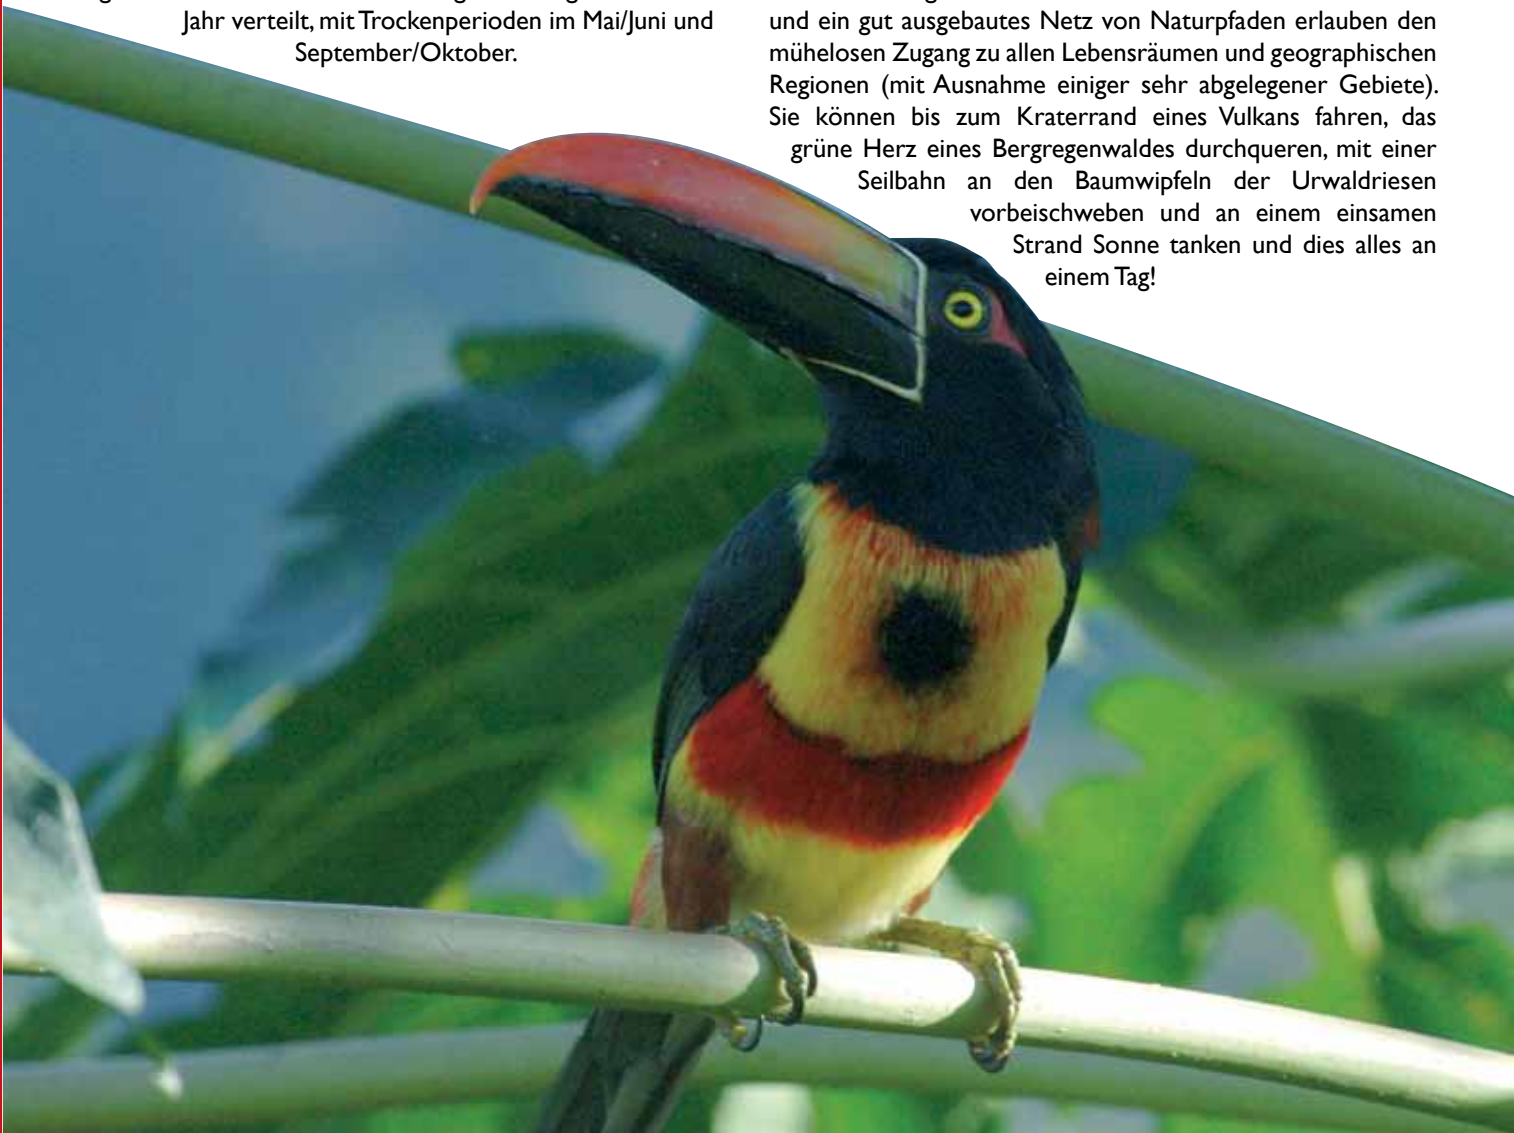 Jahr verteilt, mit Trockenperioden im Mai/Juni und
September/Oktober.
und ein gut ausgebautes Netz von Naturpfaden erlauben den
mühelosen Zugang zu allen Lebensräumen und geographischen
Regionen (mit Ausnahme einiger sehr abgelegener Gebiete).
Sie können bis zum Kraterrand eines Vulkans fahren, das
grüne Herz eines Bergregenwaldes durchqueren, mit einer
Seilbahn an den Baumwipfeln der Urwaldriesen
vorbeischweben und an einem einsamen
Strand Sonne tanken und dies alles an
einem Tag!